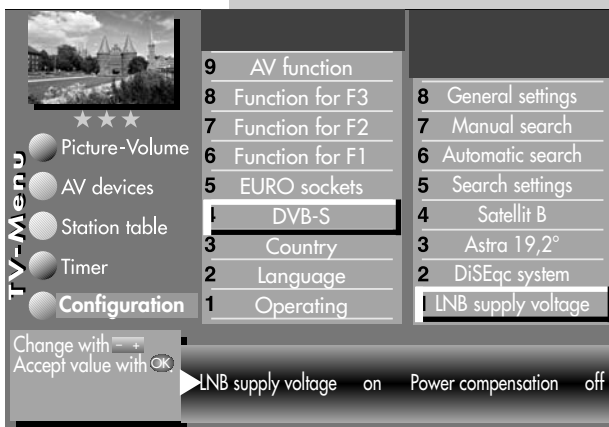 TV-Menu
Picture-Volume
AV devices
Station table
Timer
Configuration
9 AV function
8 Function for F3
7 Function for F2
6 Function for F1
5 EURO sockets
4 DVB-S
3 Country
2 Language
1 Operating
8 General settings
7 Manual search
6 Automatic search
5 Search settings
4 Satellit B
3 Astra 19,2°
2 DiSEqc system
1 LNB supply voltage
Change with - +
Accept value with OK
LNB supply voltage on Power compensation off